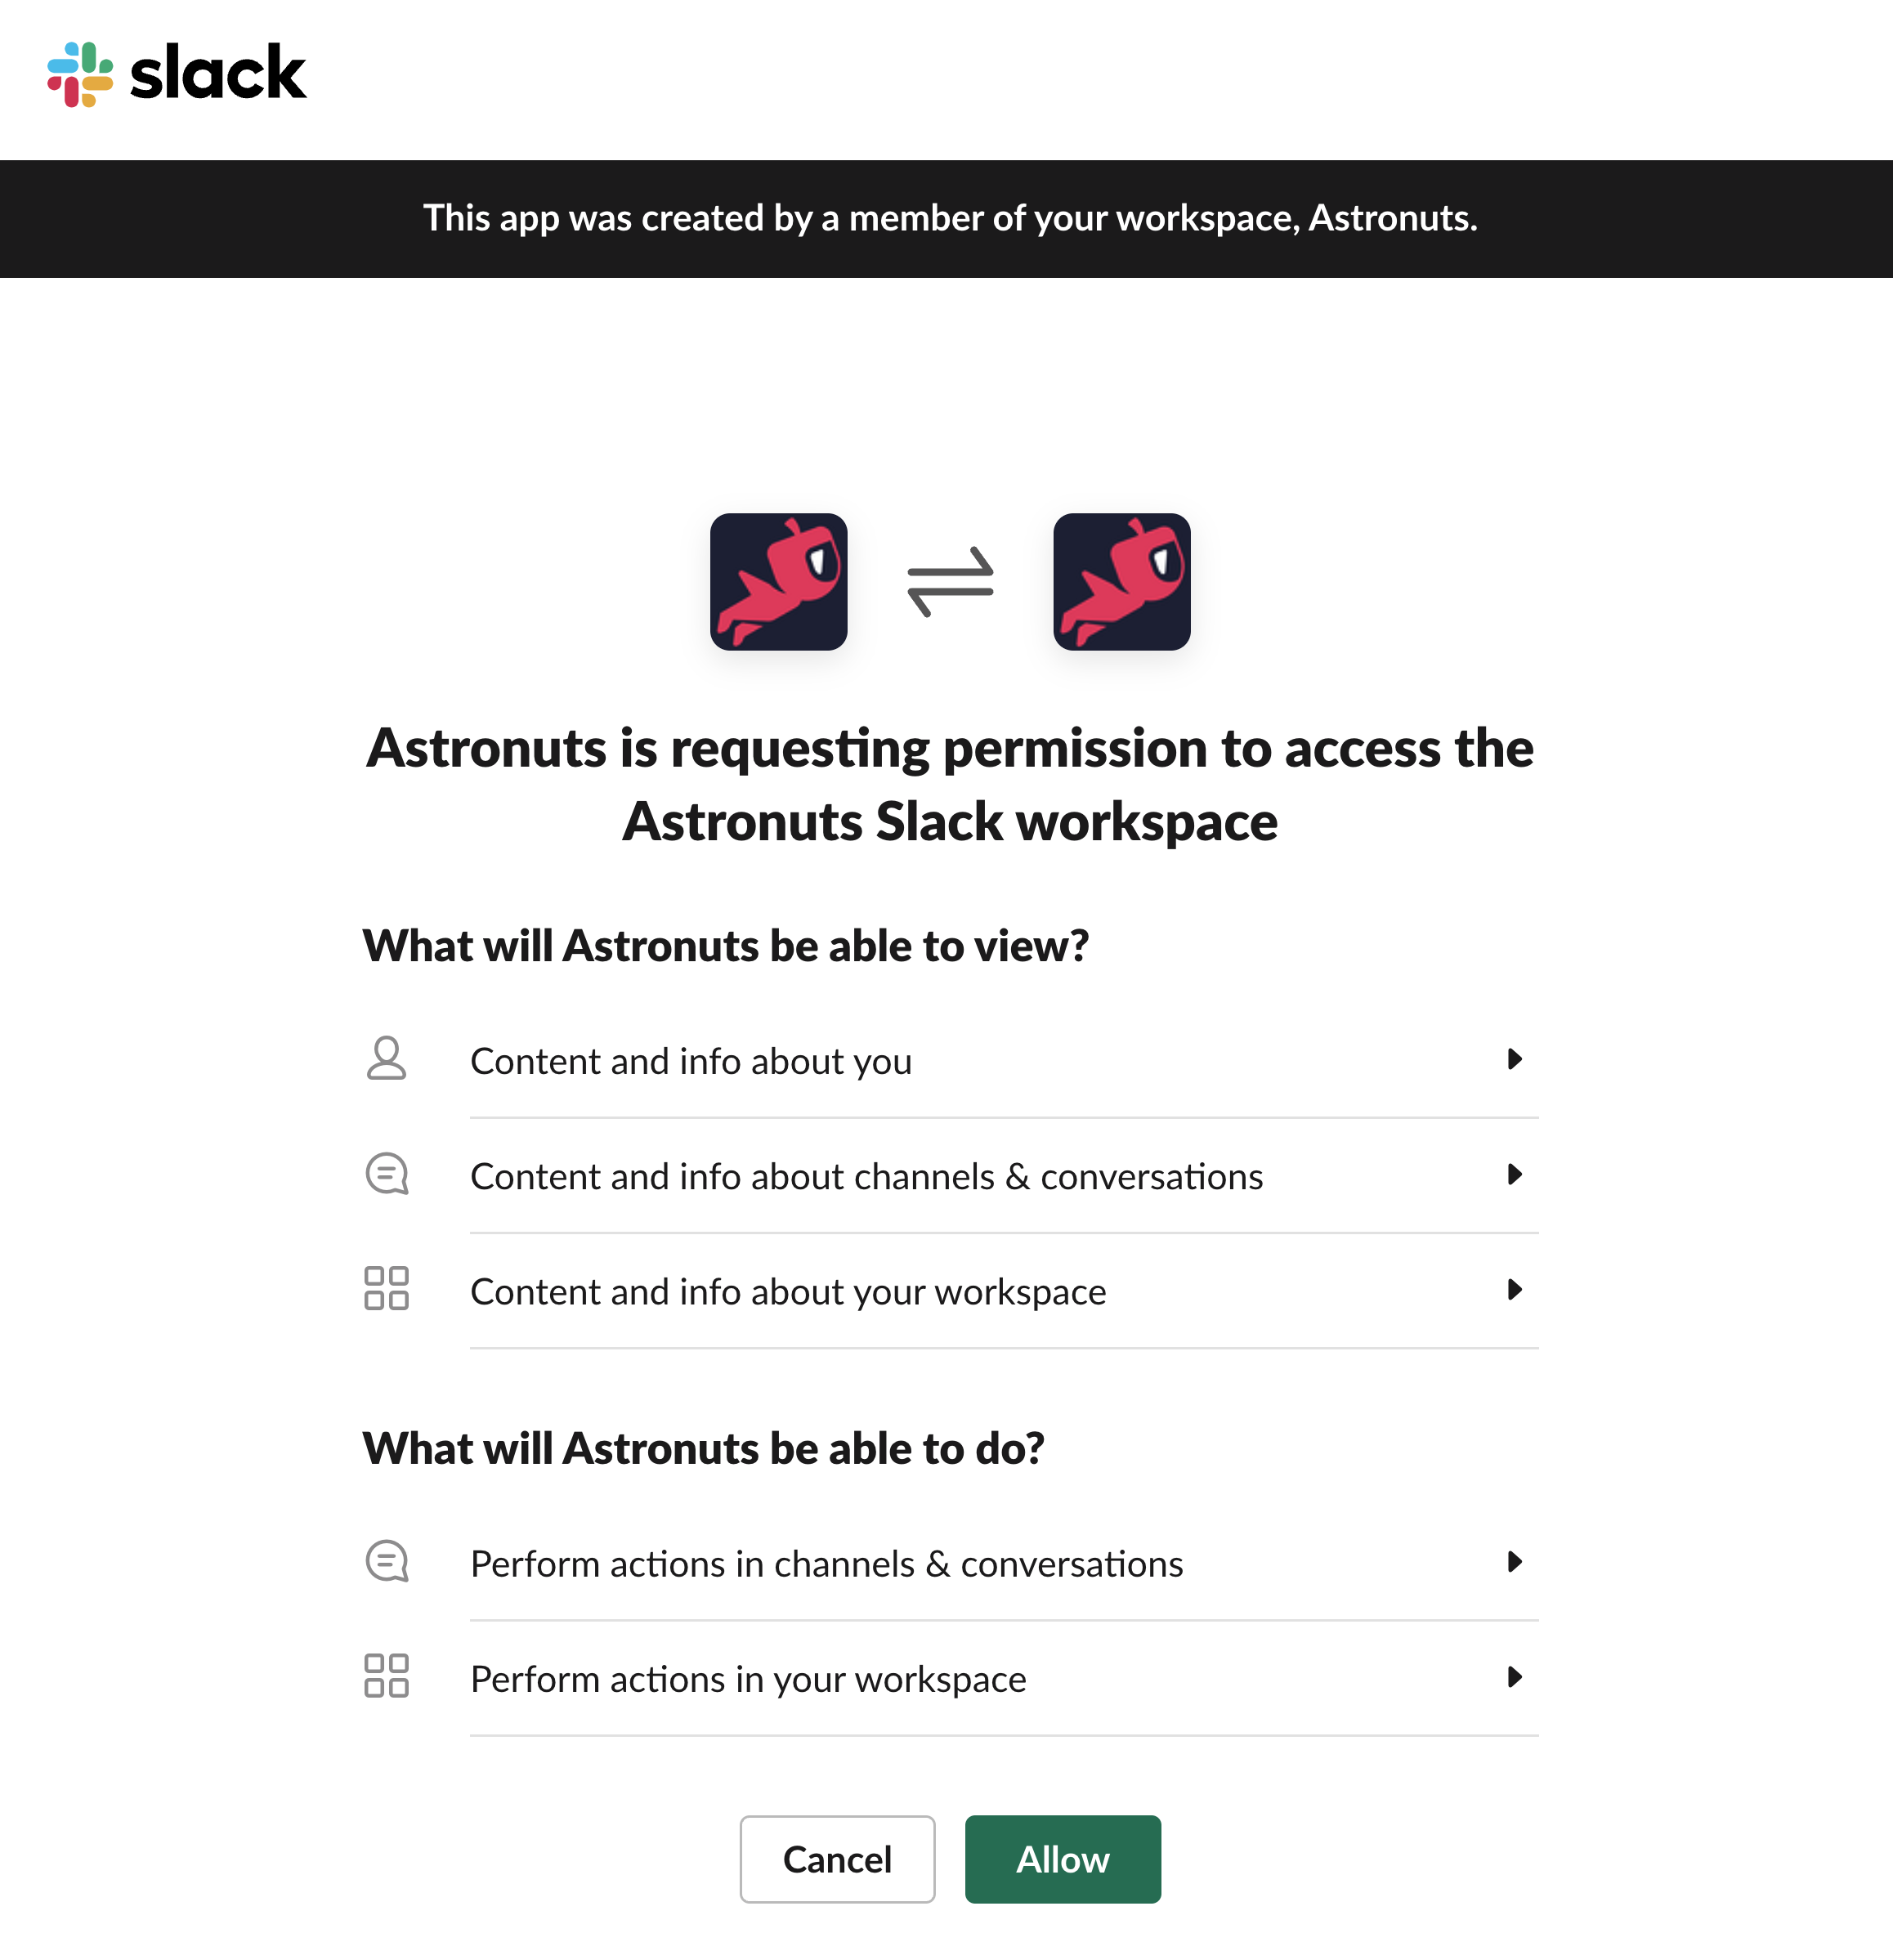 slack
This app was created by a member of your workspace, Astronuts.
Astronuts is requesting permission to access the
Astronuts Slack workspace
What will Astronuts be able to view?
Content and info about you
Content and info about channels & conversations
Content and info about your workspace
What will Astronuts be able to do?
Perform actions in channels & conversations
Perform actions in your workspace
Cancel
Allow